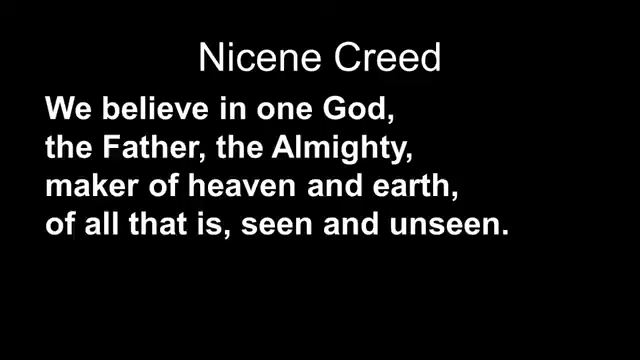 Nicene Creed
We believe in one God,
the Father, the Almighty,
maker of heaven and earth,
of all that is, seen and unseen.